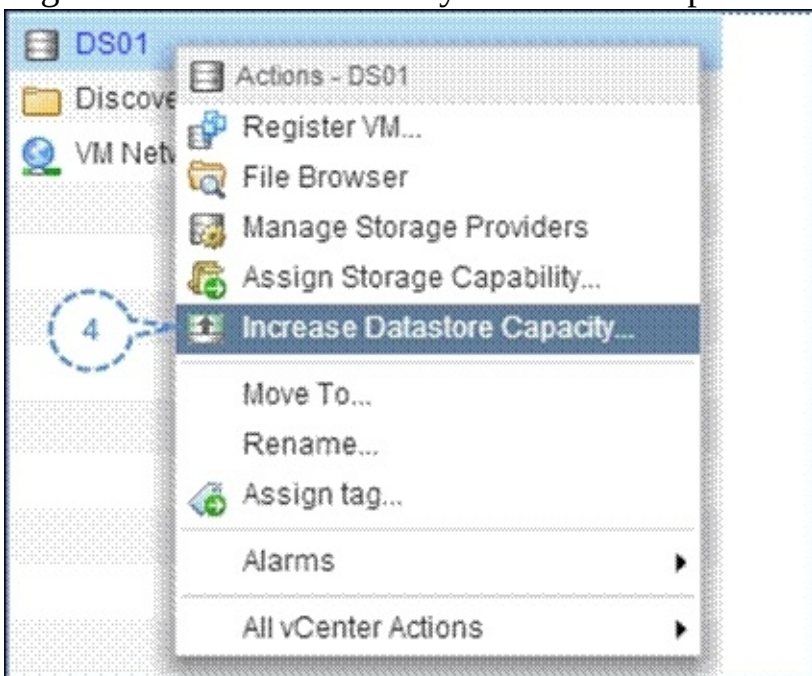 DS01
Actions - DS01
Discove
Register VM...
VM Netw
File Browser
Manage Storage Providers
Assign Storage Capability...
4
Increase Datastore Capacity...
Move To...
Rename...
Assign tag...
Alarms
All vCenter Actions